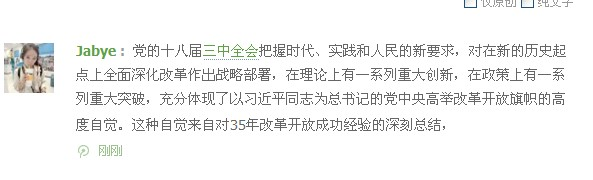 仅原创 纯文字
Jabye：党的十八届三中全会把握时代、实践和人民的新要求，对在新的历史起
点上全面深化改革作出战略部署，在理论上有一系列重大创新，在政策上有一系
列重大突破，充分体现了以习近平同志为总书记的党中央高举改革开放旗帜的高
度自觉。这种自觉来自对35年改革开放成功经验的深刻总结，
刚刚